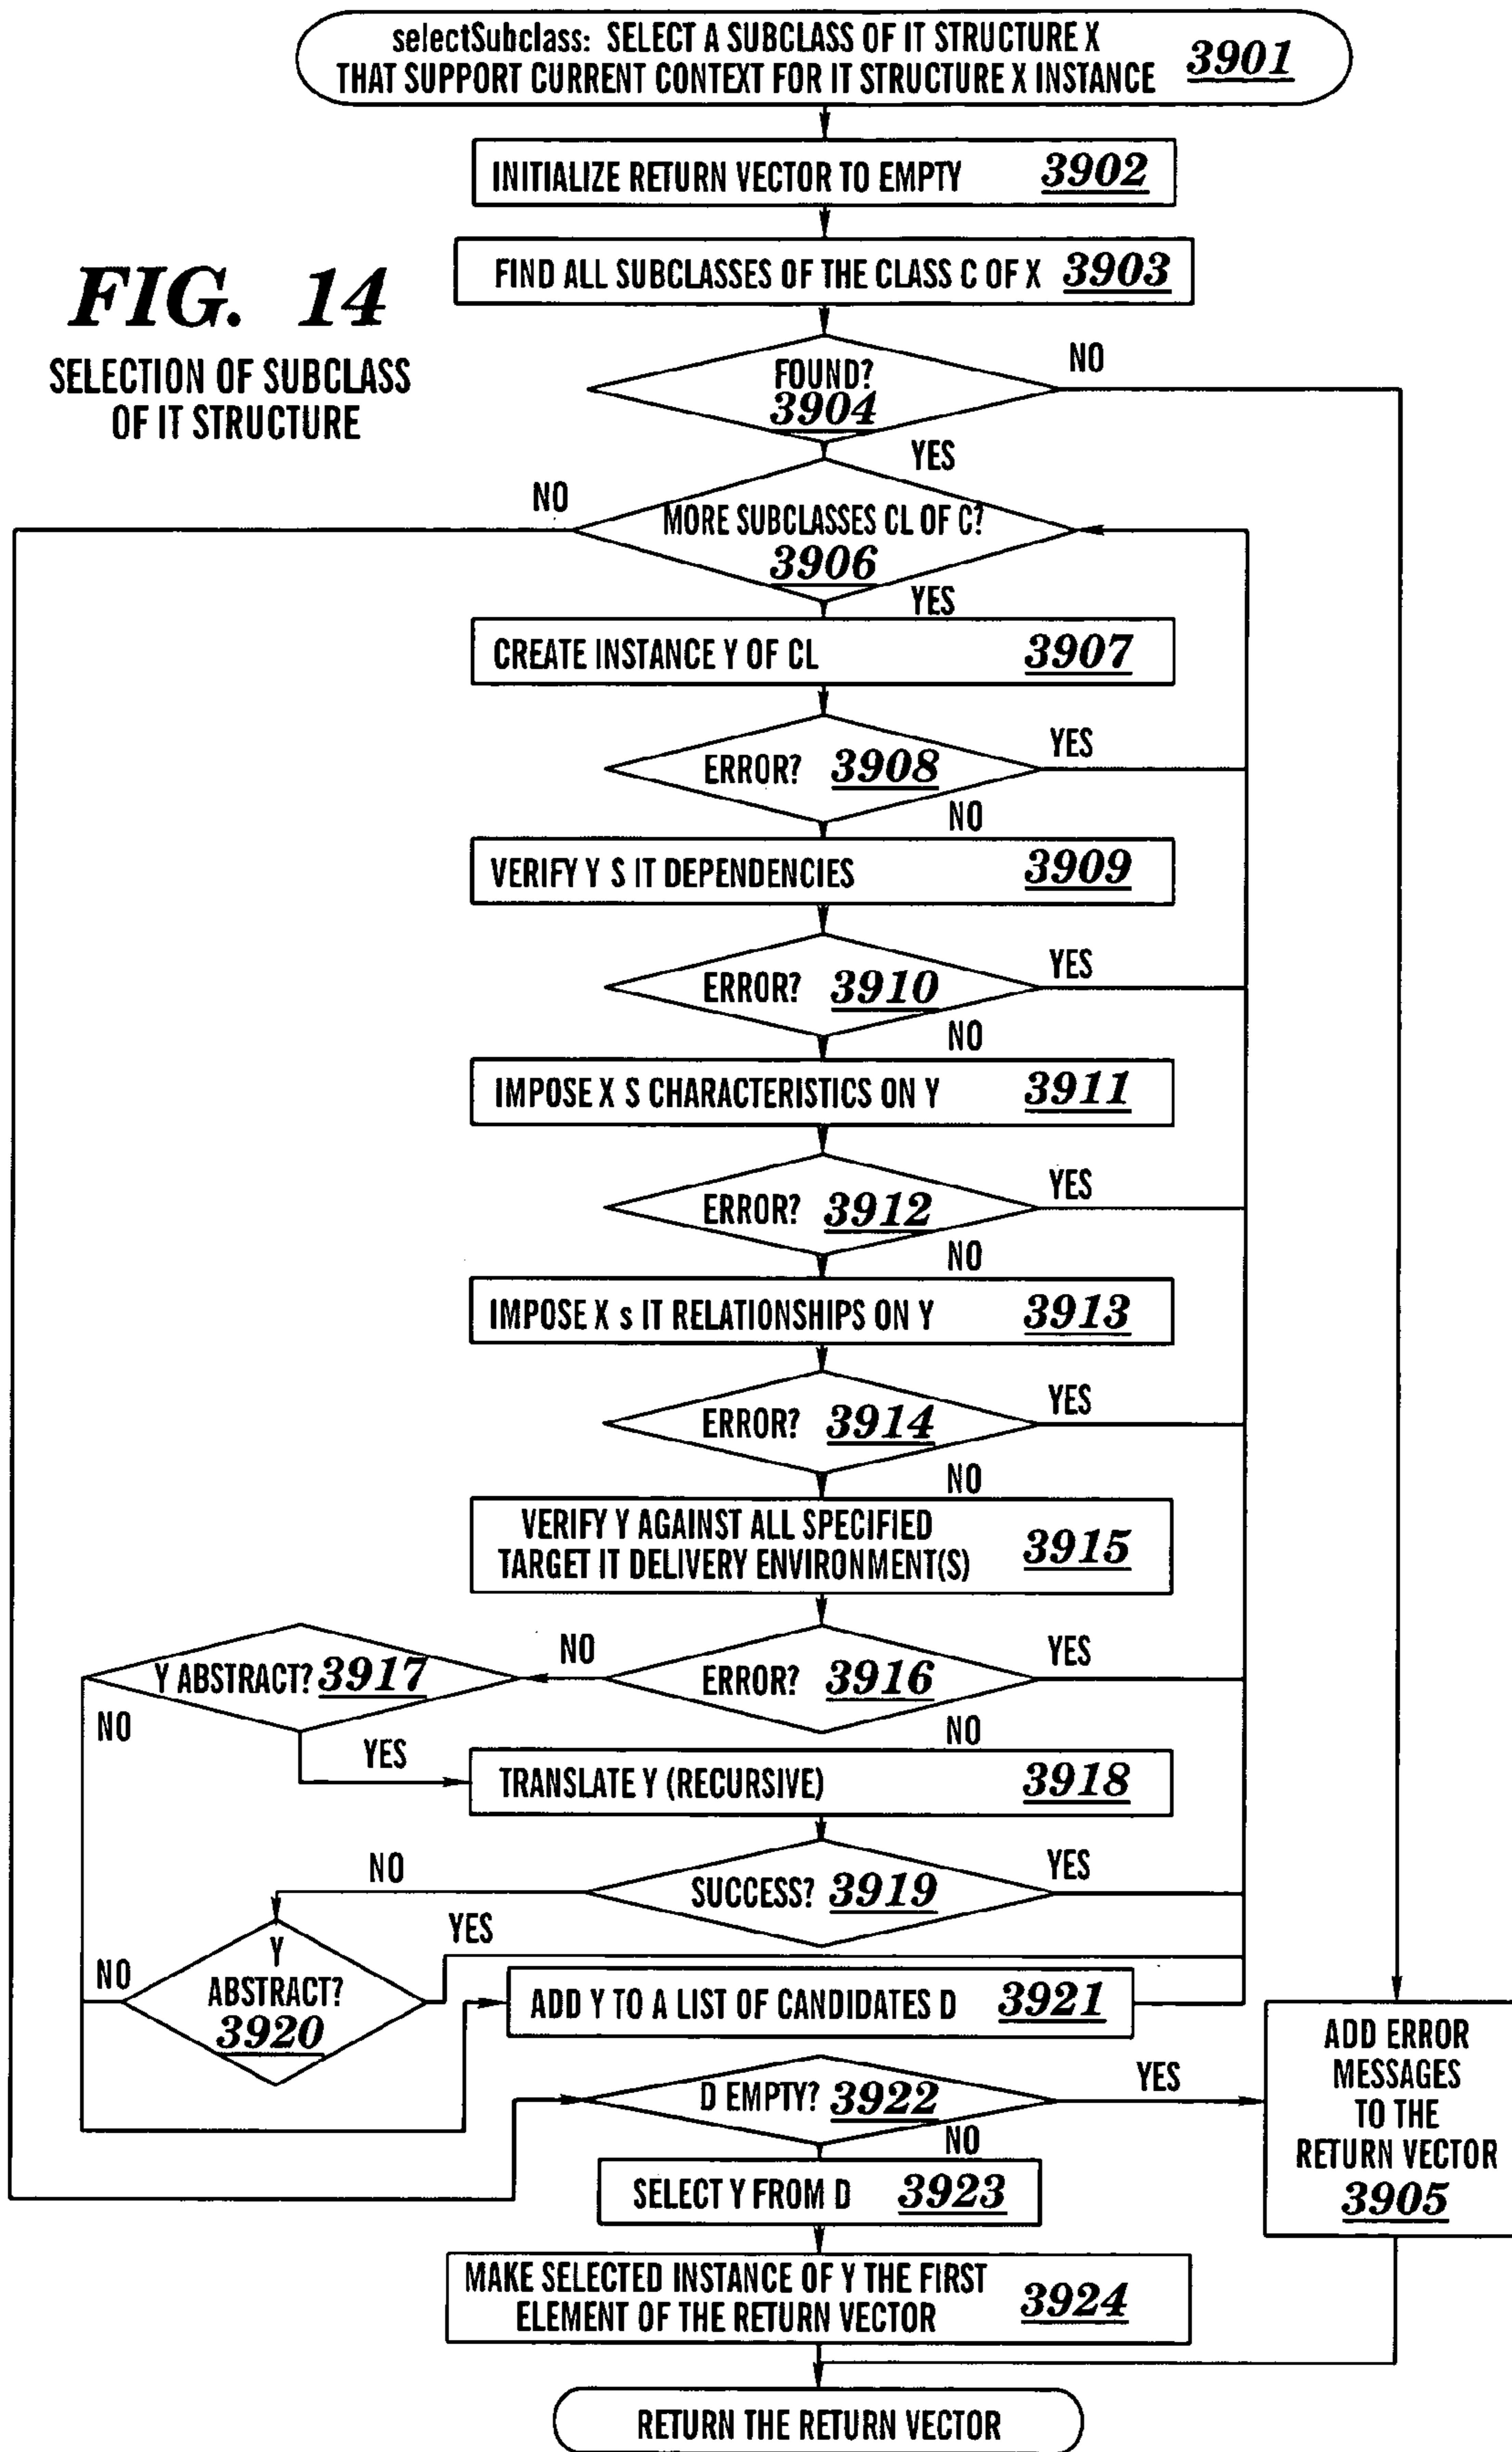 selectSubclass: SELECT A SUBCLASS OF IT STRUCTURE X
THAT SUPPORT CURRENT CONTEXT FOR IT STRUCTURE X INSTANCE
3901
INITIALIZE RETURN VECTOR TO EMPTY 3902
FIND ALL SUBCLASSES OF THE CLASS C OF X 3903
FIG. 14
SELECTION OF SUBCLASS
OF IT STRUCTURE
FOUND?
3904
NO
YES
MORE SUBCLASSES CL OF C?
3906
NO
YES
CREATE INSTANCE Y OF CL 3907
ERROR? 3908
YES
NO
VERIFY Y S IT DEPENDENCIES 3909
ERROR? 3910
YES
NO
IMPOSE X S CHARACTERISTICS ON Y 3911
ERROR? 3912
YES
NO
IMPOSE X s IT RELATIONSHIPS ON Y 3913
ERROR? 3914
YES
NO
VERIFY Y AGAINST ALL SPECIFIED
TARGET IT DELIVERY ENVIRONMENT(S)
3915
Y ABSTRACT? 3917
NO
ERROR? 3916
YES
NO
NO
YES
TRANSLATE Y (RECURSIVE) 3918
NO
SUCCESS? 3919
YES
Y
ABSTRACT?
3920
YES
NO
ADD Y TO A LIST OF CANDIDATES D 3921
D EMPTY? 3922
YES
NO
ADD ERROR
MESSAGES
TO THE
RETURN VECTOR
3905
SELECT Y FROM D 3923
MAKE SELECTED INSTANCE OF Y THE FIRST
ELEMENT OF THE RETURN VECTOR
3924
RETURN THE RETURN VECTOR